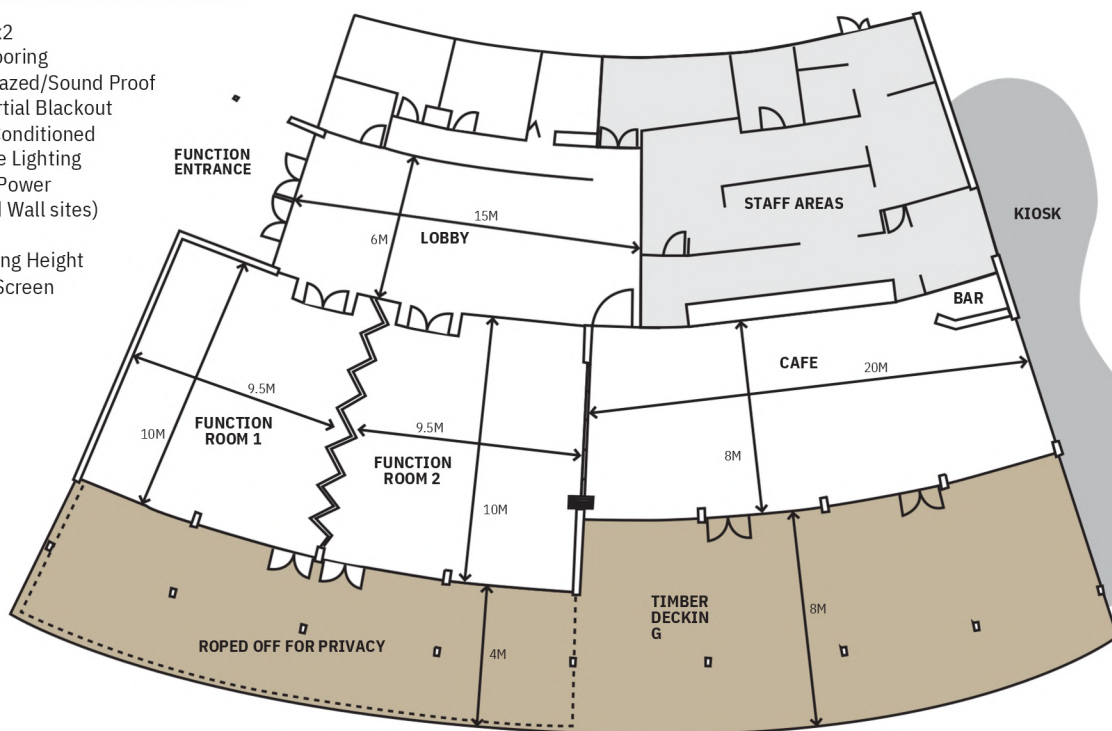 x2
ooring
azed/Sound Proof
rtial Blackout
Conditioned
e Lighting
Power
d Wall sites)
ng Height
Screen
FUNCTION
ENTRANCE
15M
6M
LOBBY
STAFF AREAS
KIOSK
BAR
CAFE
20M
8M
9.5M
10M
FUNCTION
ROOM 1
9.5M
FUNCTION
ROOM 2
10M
TIMBER
DECKIN
G
8M
ROPED OFF FOR PRIVACY
4M